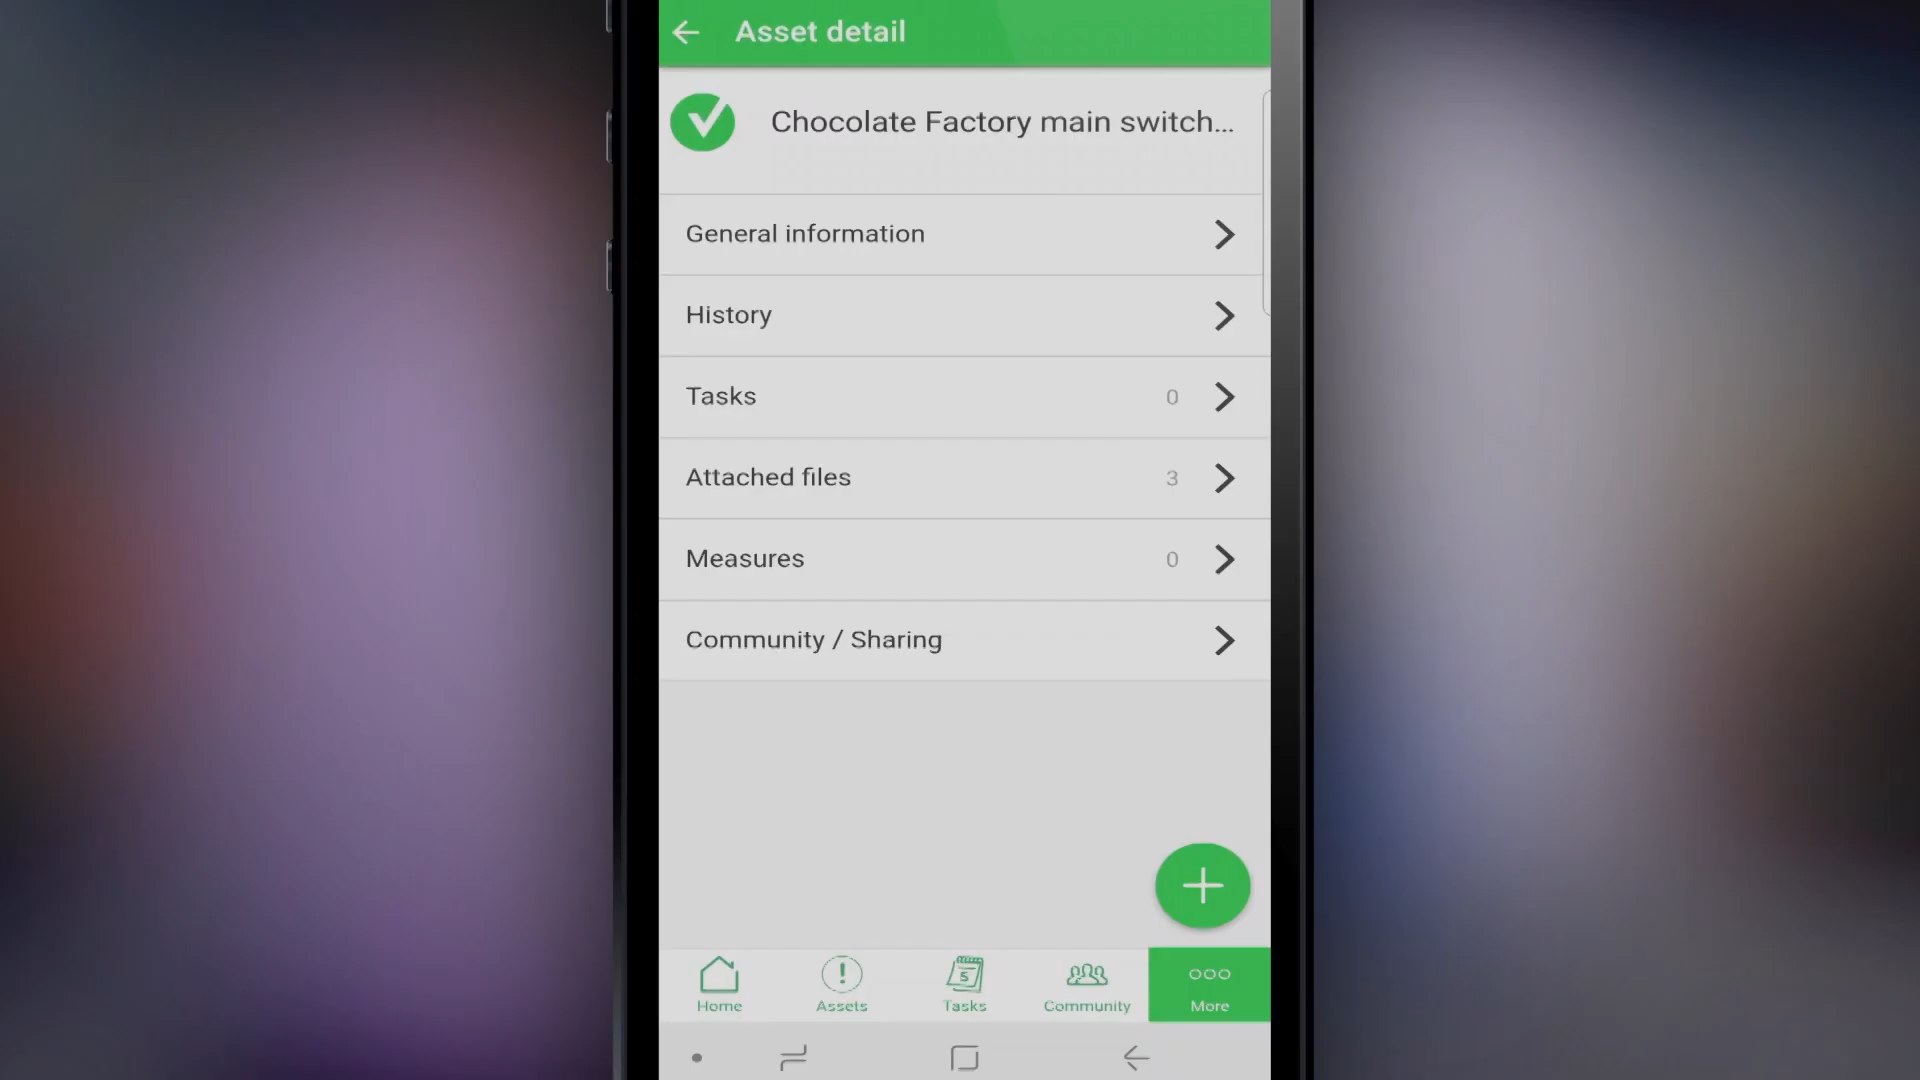 Asset detail
Chocolate Factory main switch...
General information
History
Tasks 0
Attached files 3
Measures 0
Community / Sharing
5
Home Assets Tasks Community More